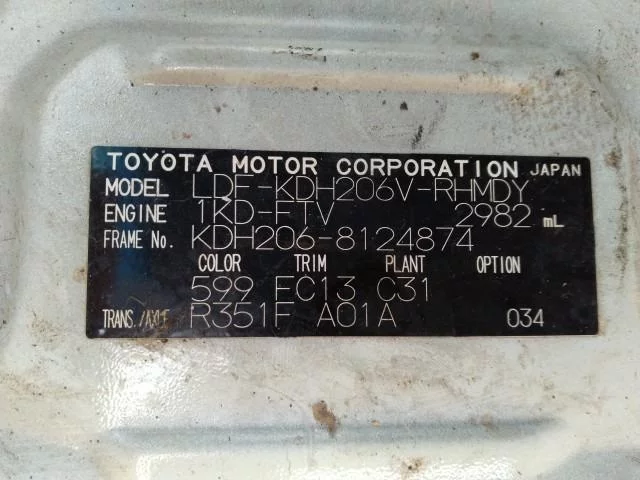 TOYOTA MOTOR CORPORATION JAPAN
MODEL LDF-KDH206V-RHMDY
ENGINE 1KD-FTV 2982 mL
FRAME No. KDH206-8124874
COLOR TRIM PLANT OPTION
599 FC13 C31
TRANS./AXLE R351F A01A 034